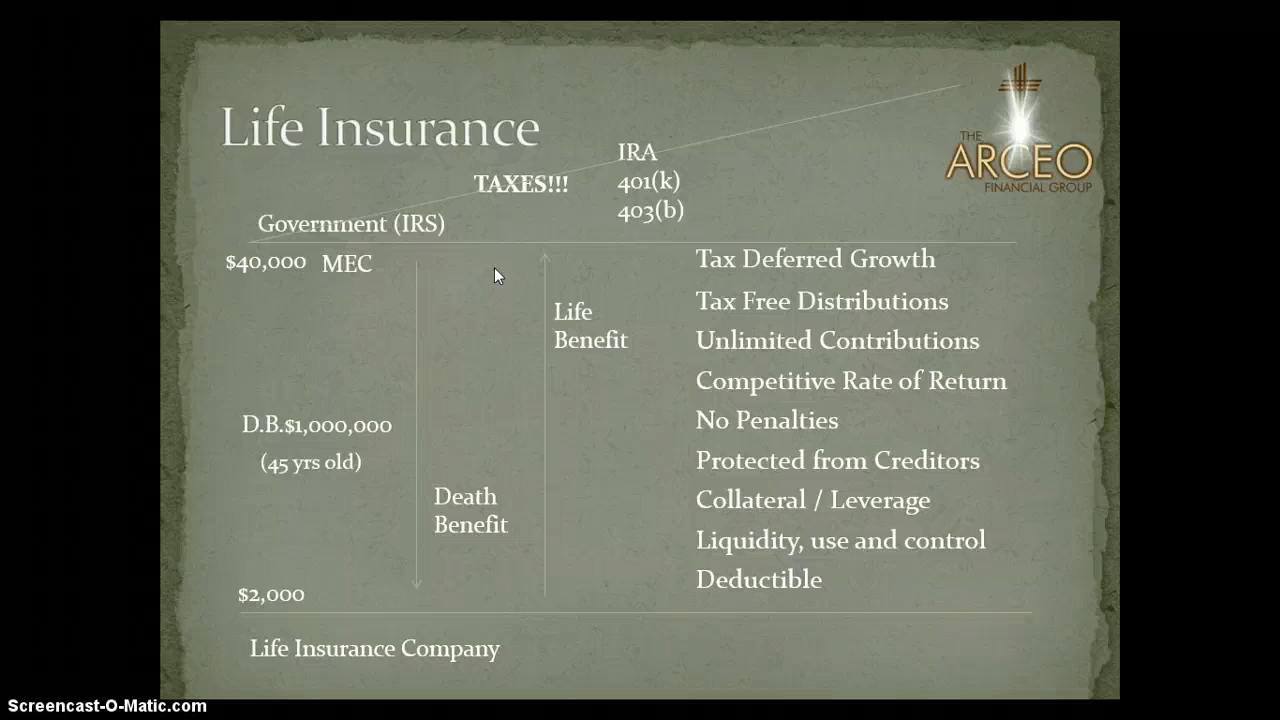 Life Insurance
THE
ARCEO
FINANCIAL GROUP
TAXES!!!
IRA
401(k)
403(b)
Government (IRS)
$40,000 MEC
Life
Benefit
D.B.$1,000,000
(45 yrs old)
Death
Benefit
$2,000
Life Insurance Company
Tax Deferred Growth
Tax Free Distributions
Unlimited Contributions
Competitive Rate of Return
No Penalties
Protected from Creditors
Collateral / Leverage
Liquidity, use and control
Deductible
Screencast-O-Matic.com